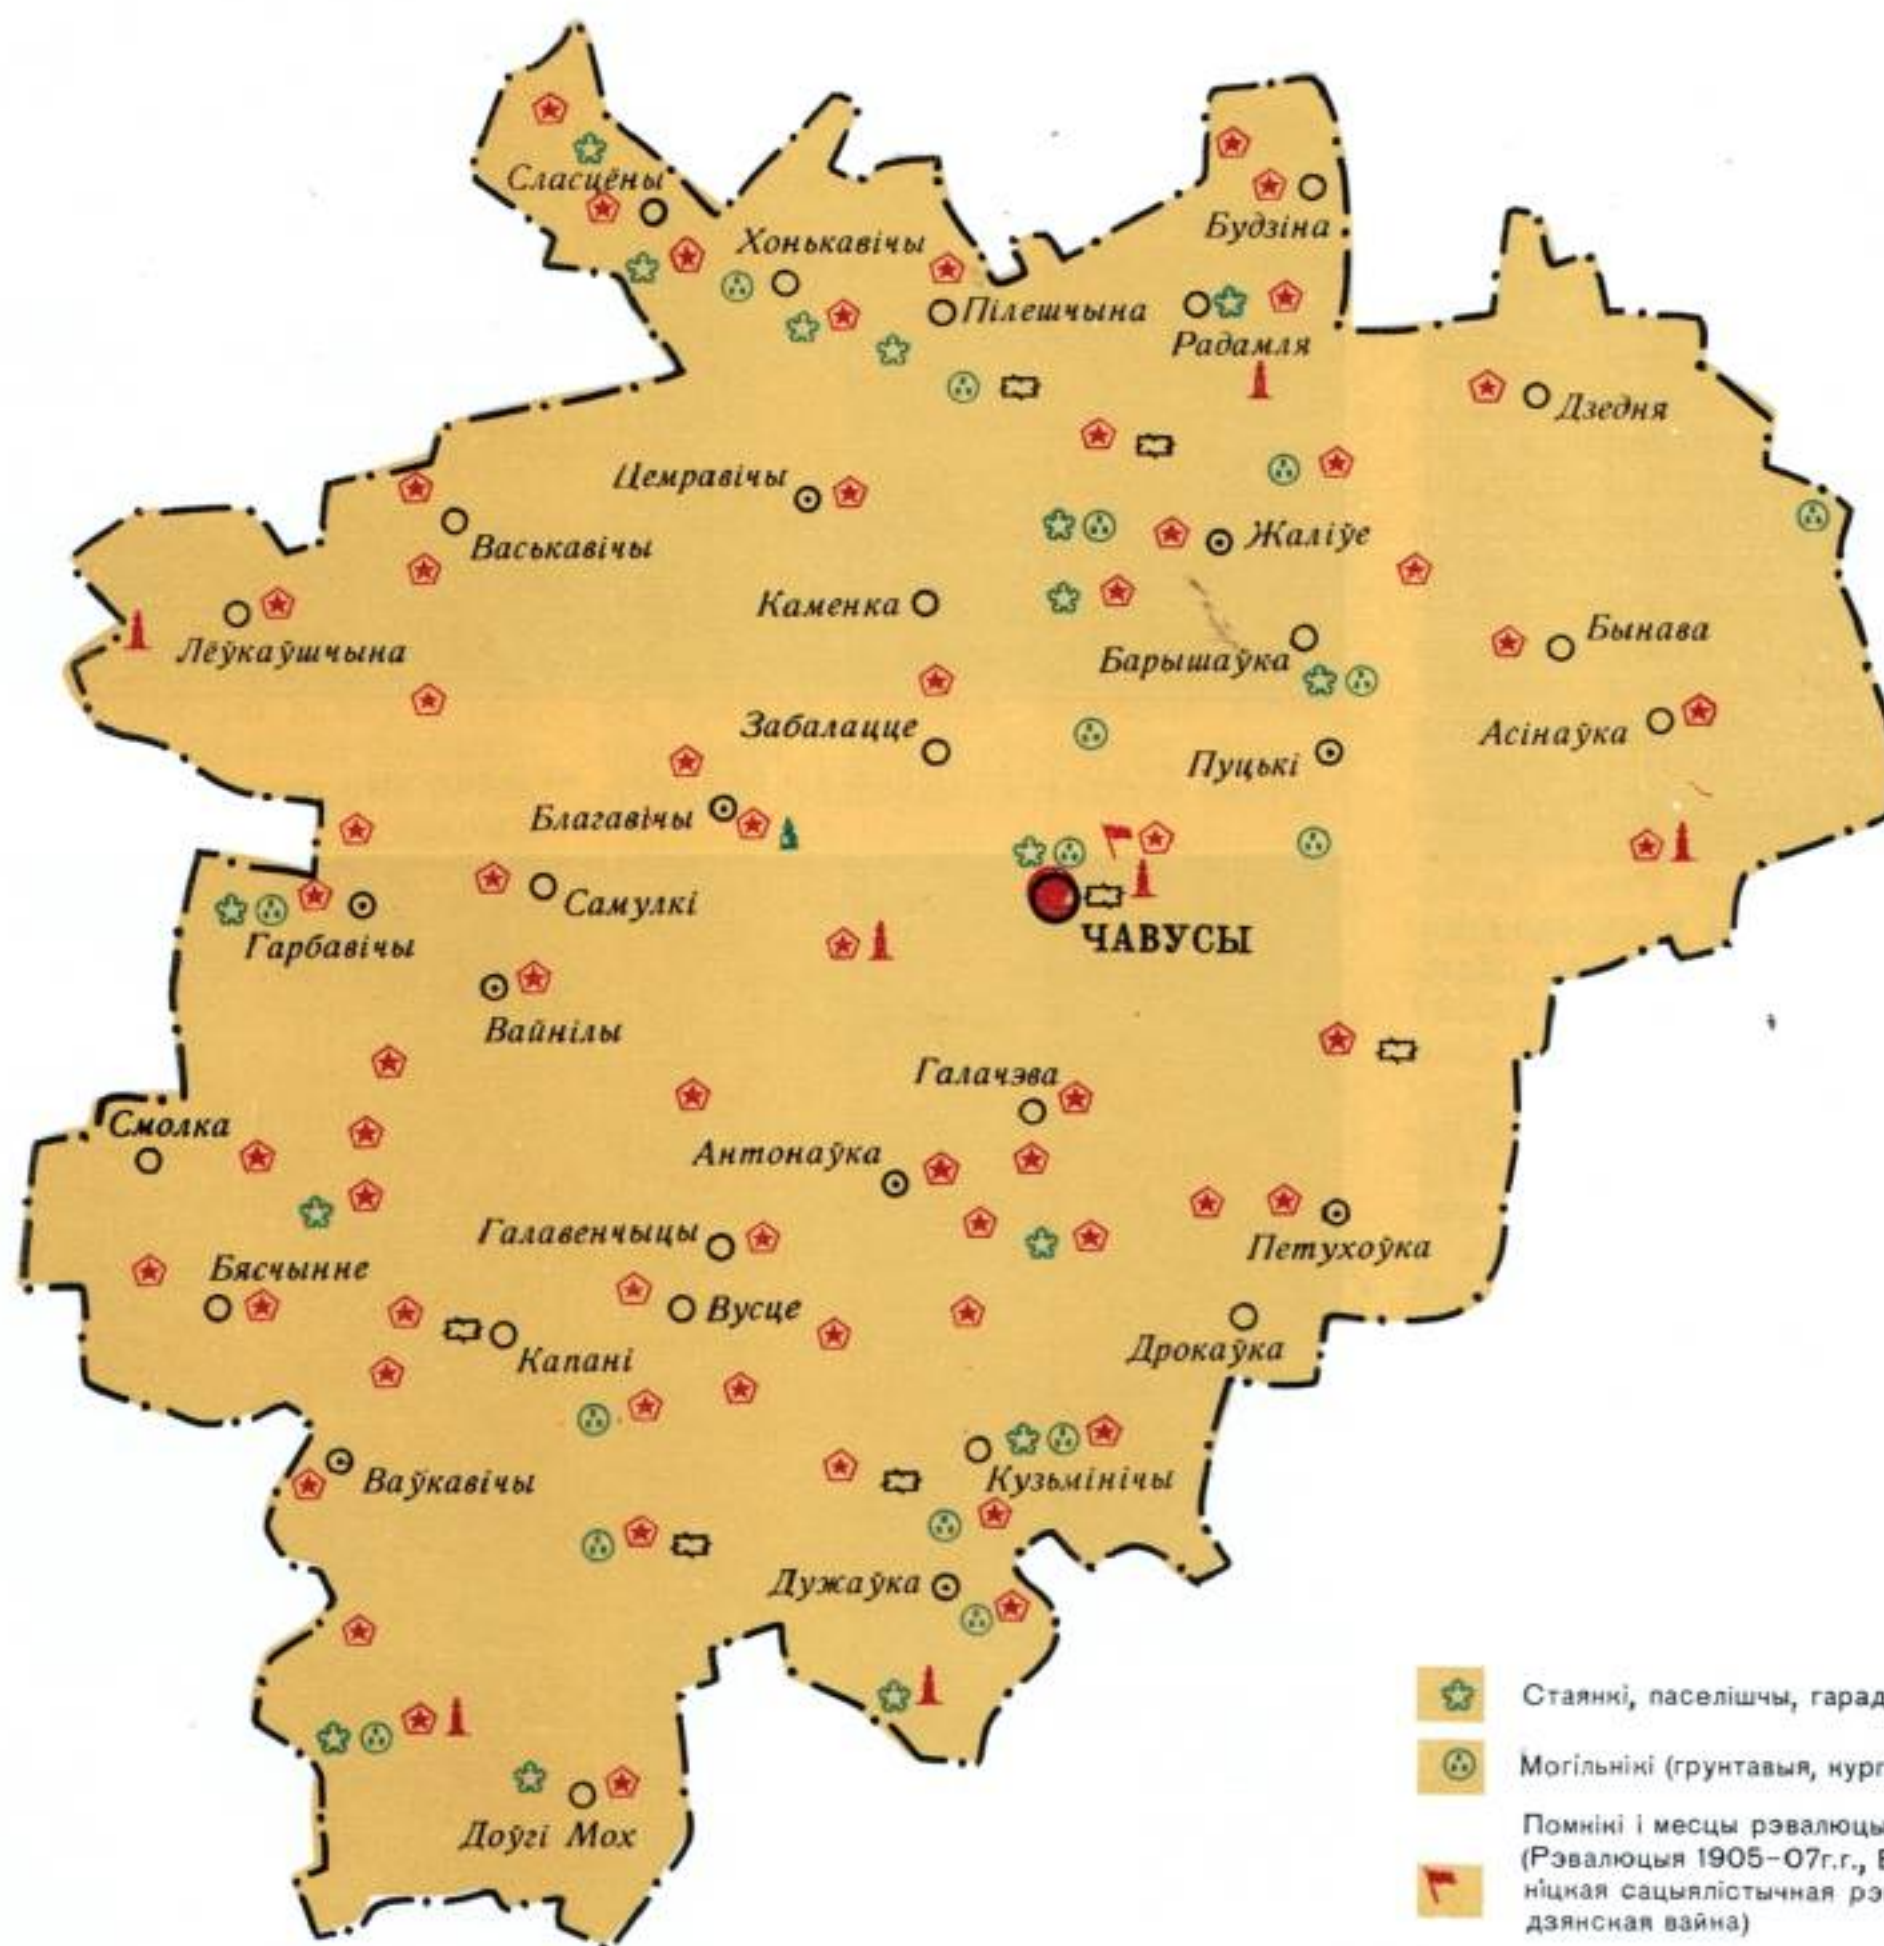 Сласцёны
Хонькавічы
Будзіна
Пілешчына
Радамля
Дзедня
Цемравічы
Васькавічы
Жаліўе
Каменка
Лёўкаўшчына
Барышаўка
Бынава
Забалацце
Пуцькі
Асінаўка
Благавічы
Самулкі
Гарбавічы
ЧАВУСЫ
Вайнілы
Галачэва
Смолка
Антонаўка
Галавенчыцы
Петухоўка
Бясчынне
Вусце
Капані
Дрокаўка
Ваўкавічы
Кузьмінічы
Дужаўка
Доўгі Мох
Стаянкі, паселішчы, гарад
Могільнікі (грунтавыя, кург
Помнікі і месцы рэвалюцы
(Рэвалюцыя 1905–07г.г., В
ніцкая сацыялістычная рэ
дзянская вайна)